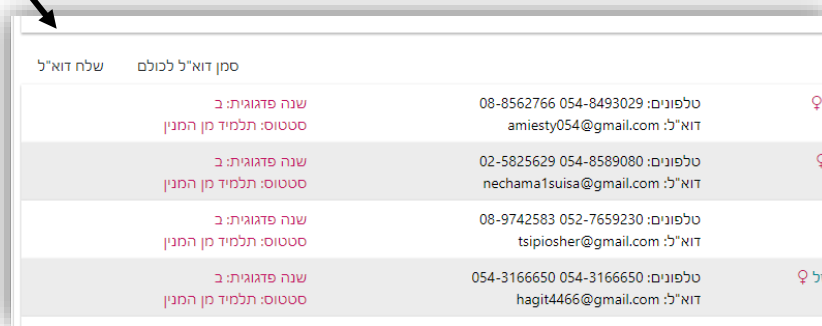 סמן דוא"ל לכולם שלח דוא"ל
♀ טלפונים: 054-8493029 08-8562766 שנה פדגוגית: ב
דוא"ל: amiesty054@gmail.com סטטוס: תלמיד מן המנין
♀ טלפונים: 054-8589080 02-5825629 שנה פדגוגית: ב
דוא"ל: nechama1suisa@gmail.com סטטוס: תלמיד מן המנין
טלפונים: 052-7659230 08-9742583 שנה פדגוגית: ב
דוא"ל: tsipiosher@gmail.com סטטוס: תלמיד מן המנין
♀ טלפונים: 054-3166650 054-3166650 שנה פדגוגית: ב
דוא"ל: hagit4466@gmail.com סטטוס: תלמיד מן המנין